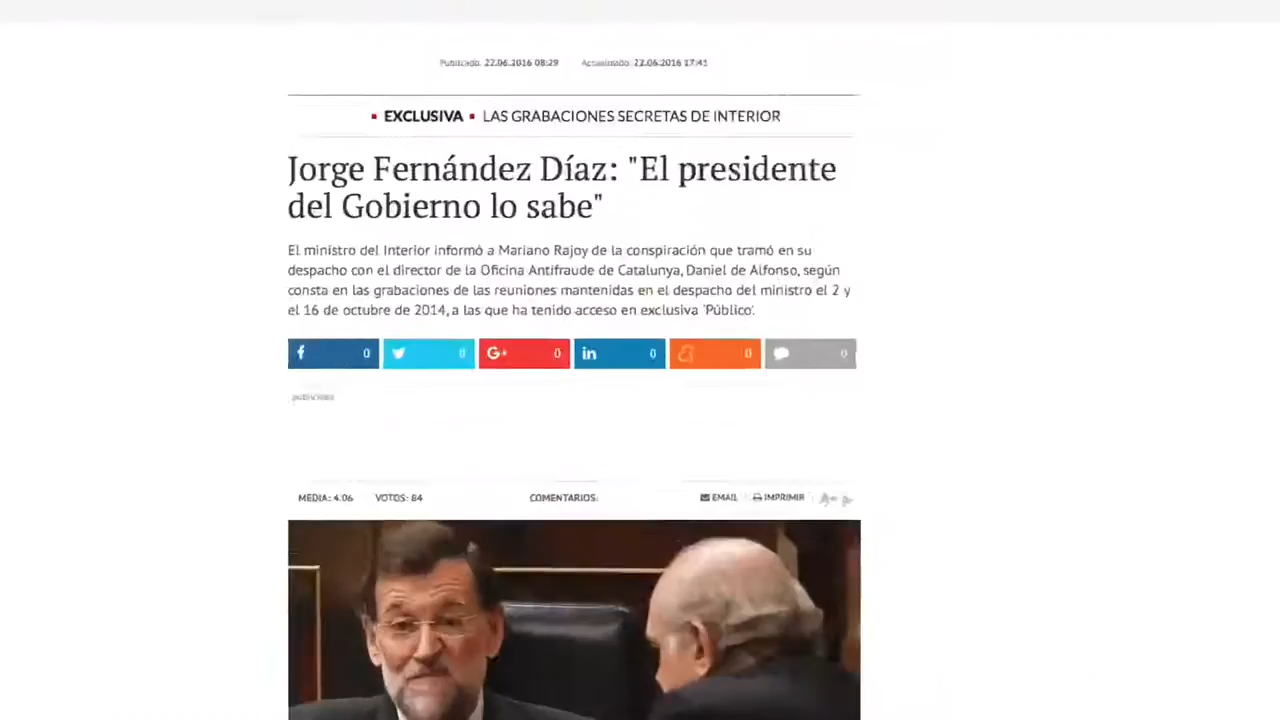 Publicado: 22.06.2016 08:29 Actualizado: 22.06.2016 17:41
EXCLUSIVA LAS GRABACIONES SECRETAS DE INTERIOR
Jorge Fernández Díaz: "El presidente
del Gobierno lo sabe"
El ministro del Interior informó a Mariano Rajoy de la conspiración que tramó en su
despacho con el director de la Oficina Antifraude de Catalunya, Daniel de Alfonso, según
consta en las grabaciones de las reuniones mantenidas en el despacho del ministro el 2 y
el 16 de octubre de 2014, a las que ha tenido acceso en exclusiva 'Público'.
0 0 G+ 0 in 0 0 0
publicidad
MEDIA: 4.06 VOTOS: 84 COMENTARIOS: EMAIL IMPRIMIR